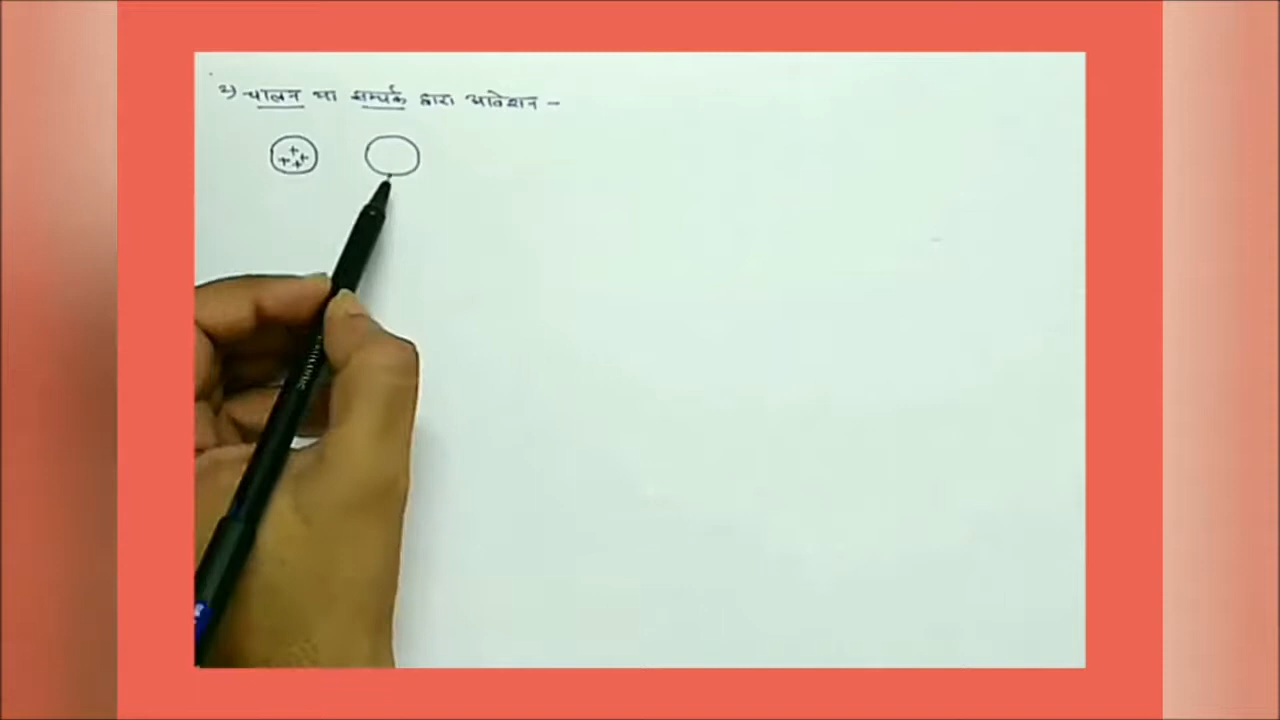 2) चालन या सम्पर्क द्वारा आवेशन -
+
+ +
+